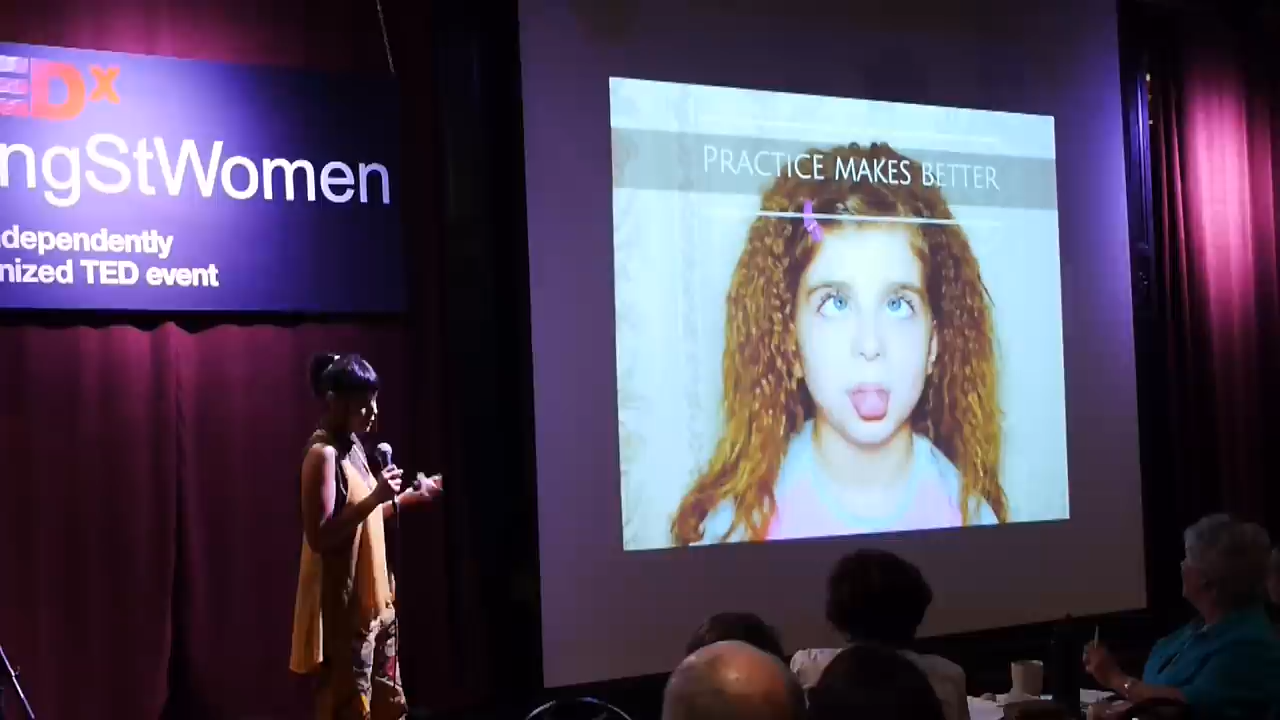 EDx
ngStWomen
dependently
nized TED event
PRACTICE MAKES BETTER